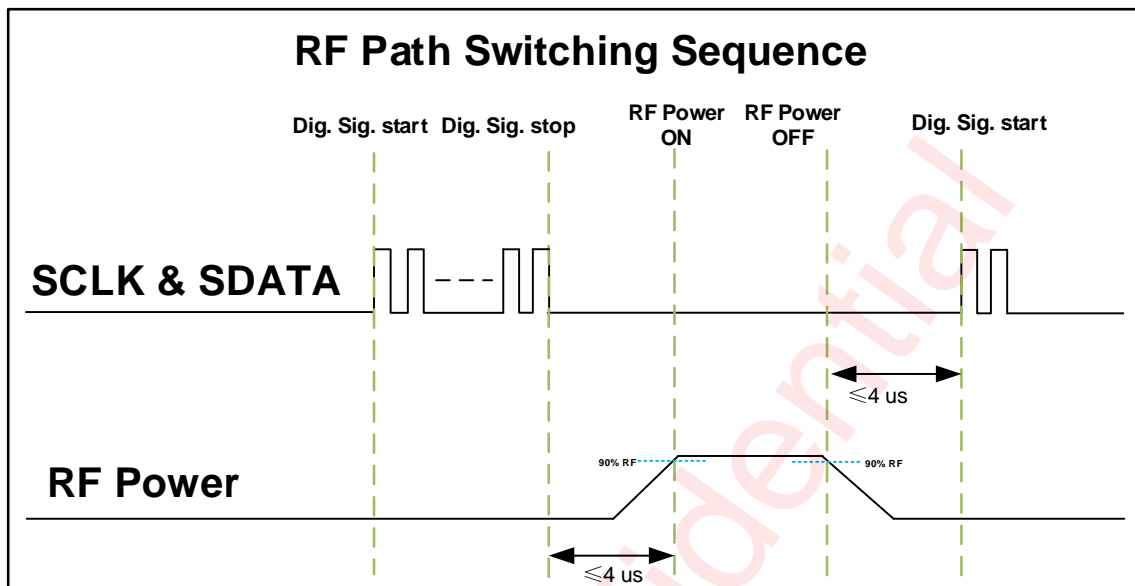 RF Path Switching Sequence
Dig. Sig. start
Dig. Sig. stop
RF Power
ON
RF Power
OFF
Dig. Sig. start
SCLK & SDATA
≤4 us
90% RF
90% RF
RF Power
≤4 us
idential